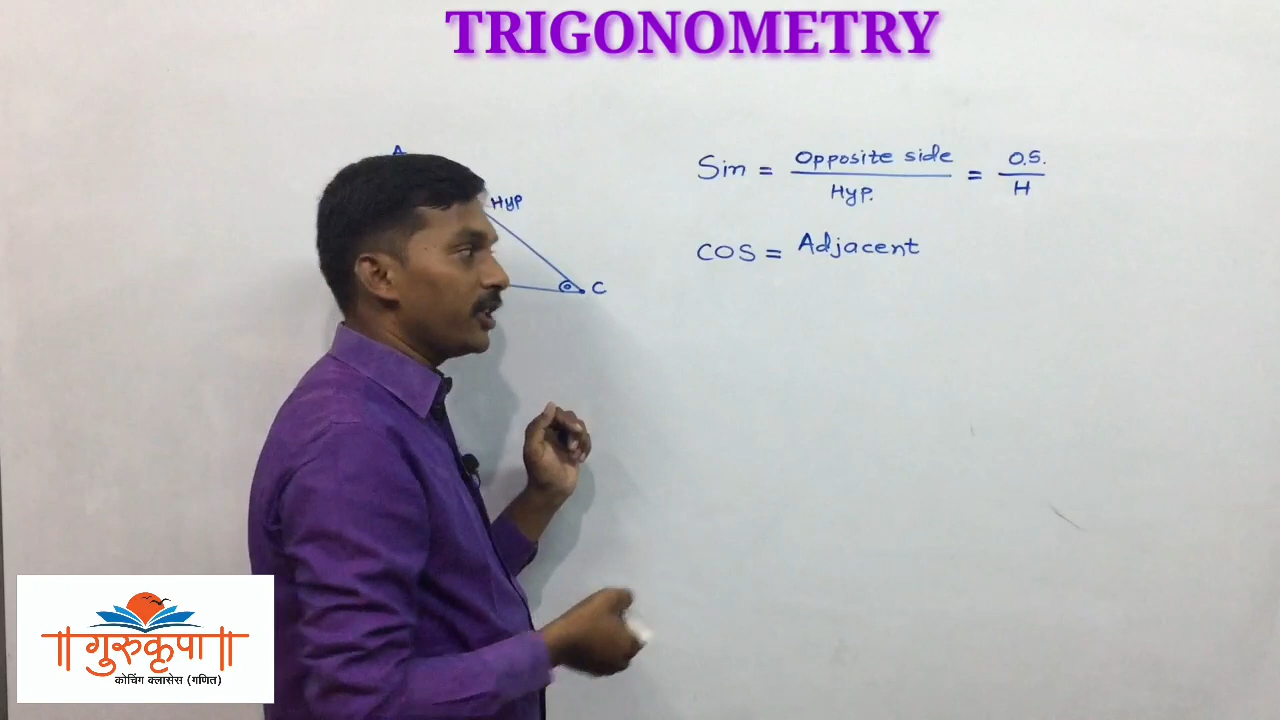 TRIGONOMETRY
A
Hyp
C
Sin = Opposite side / Hyp. = O.S. / H
COS = Adjacent
॥ गुरुकृपा ॥
कोचिंग क्लासेस (गणित)